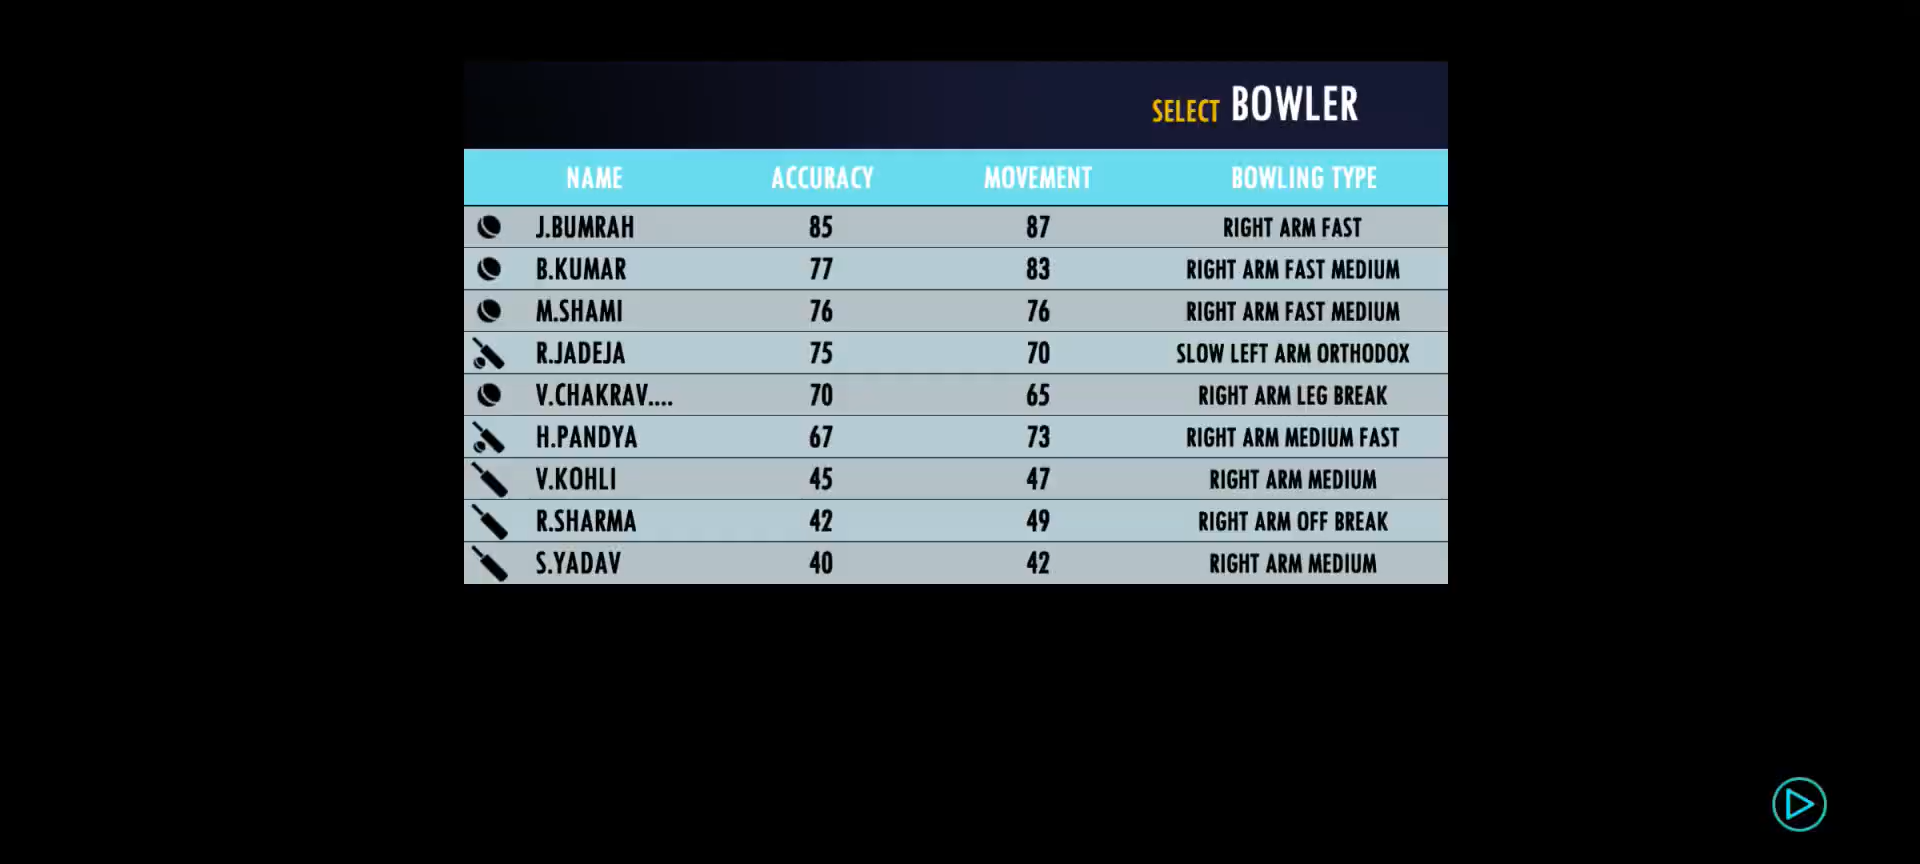 SELECT BOWLER
NAME ACCURACY MOVEMENT BOWLING TYPE
J.BUMRAH 85 87 RIGHT ARM FAST
B.KUMAR 77 83 RIGHT ARM FAST MEDIUM
M.SHAMI 76 76 RIGHT ARM FAST MEDIUM
R.JADEJA 75 70 SLOW LEFT ARM ORTHODOX
V.CHAKRAV.... 70 65 RIGHT ARM LEG BREAK
H.PANDYA 67 73 RIGHT ARM MEDIUM FAST
V.KOHLI 45 47 RIGHT ARM MEDIUM
R.SHARMA 42 49 RIGHT ARM OFF BREAK
S.YADAV 40 42 RIGHT ARM MEDIUM